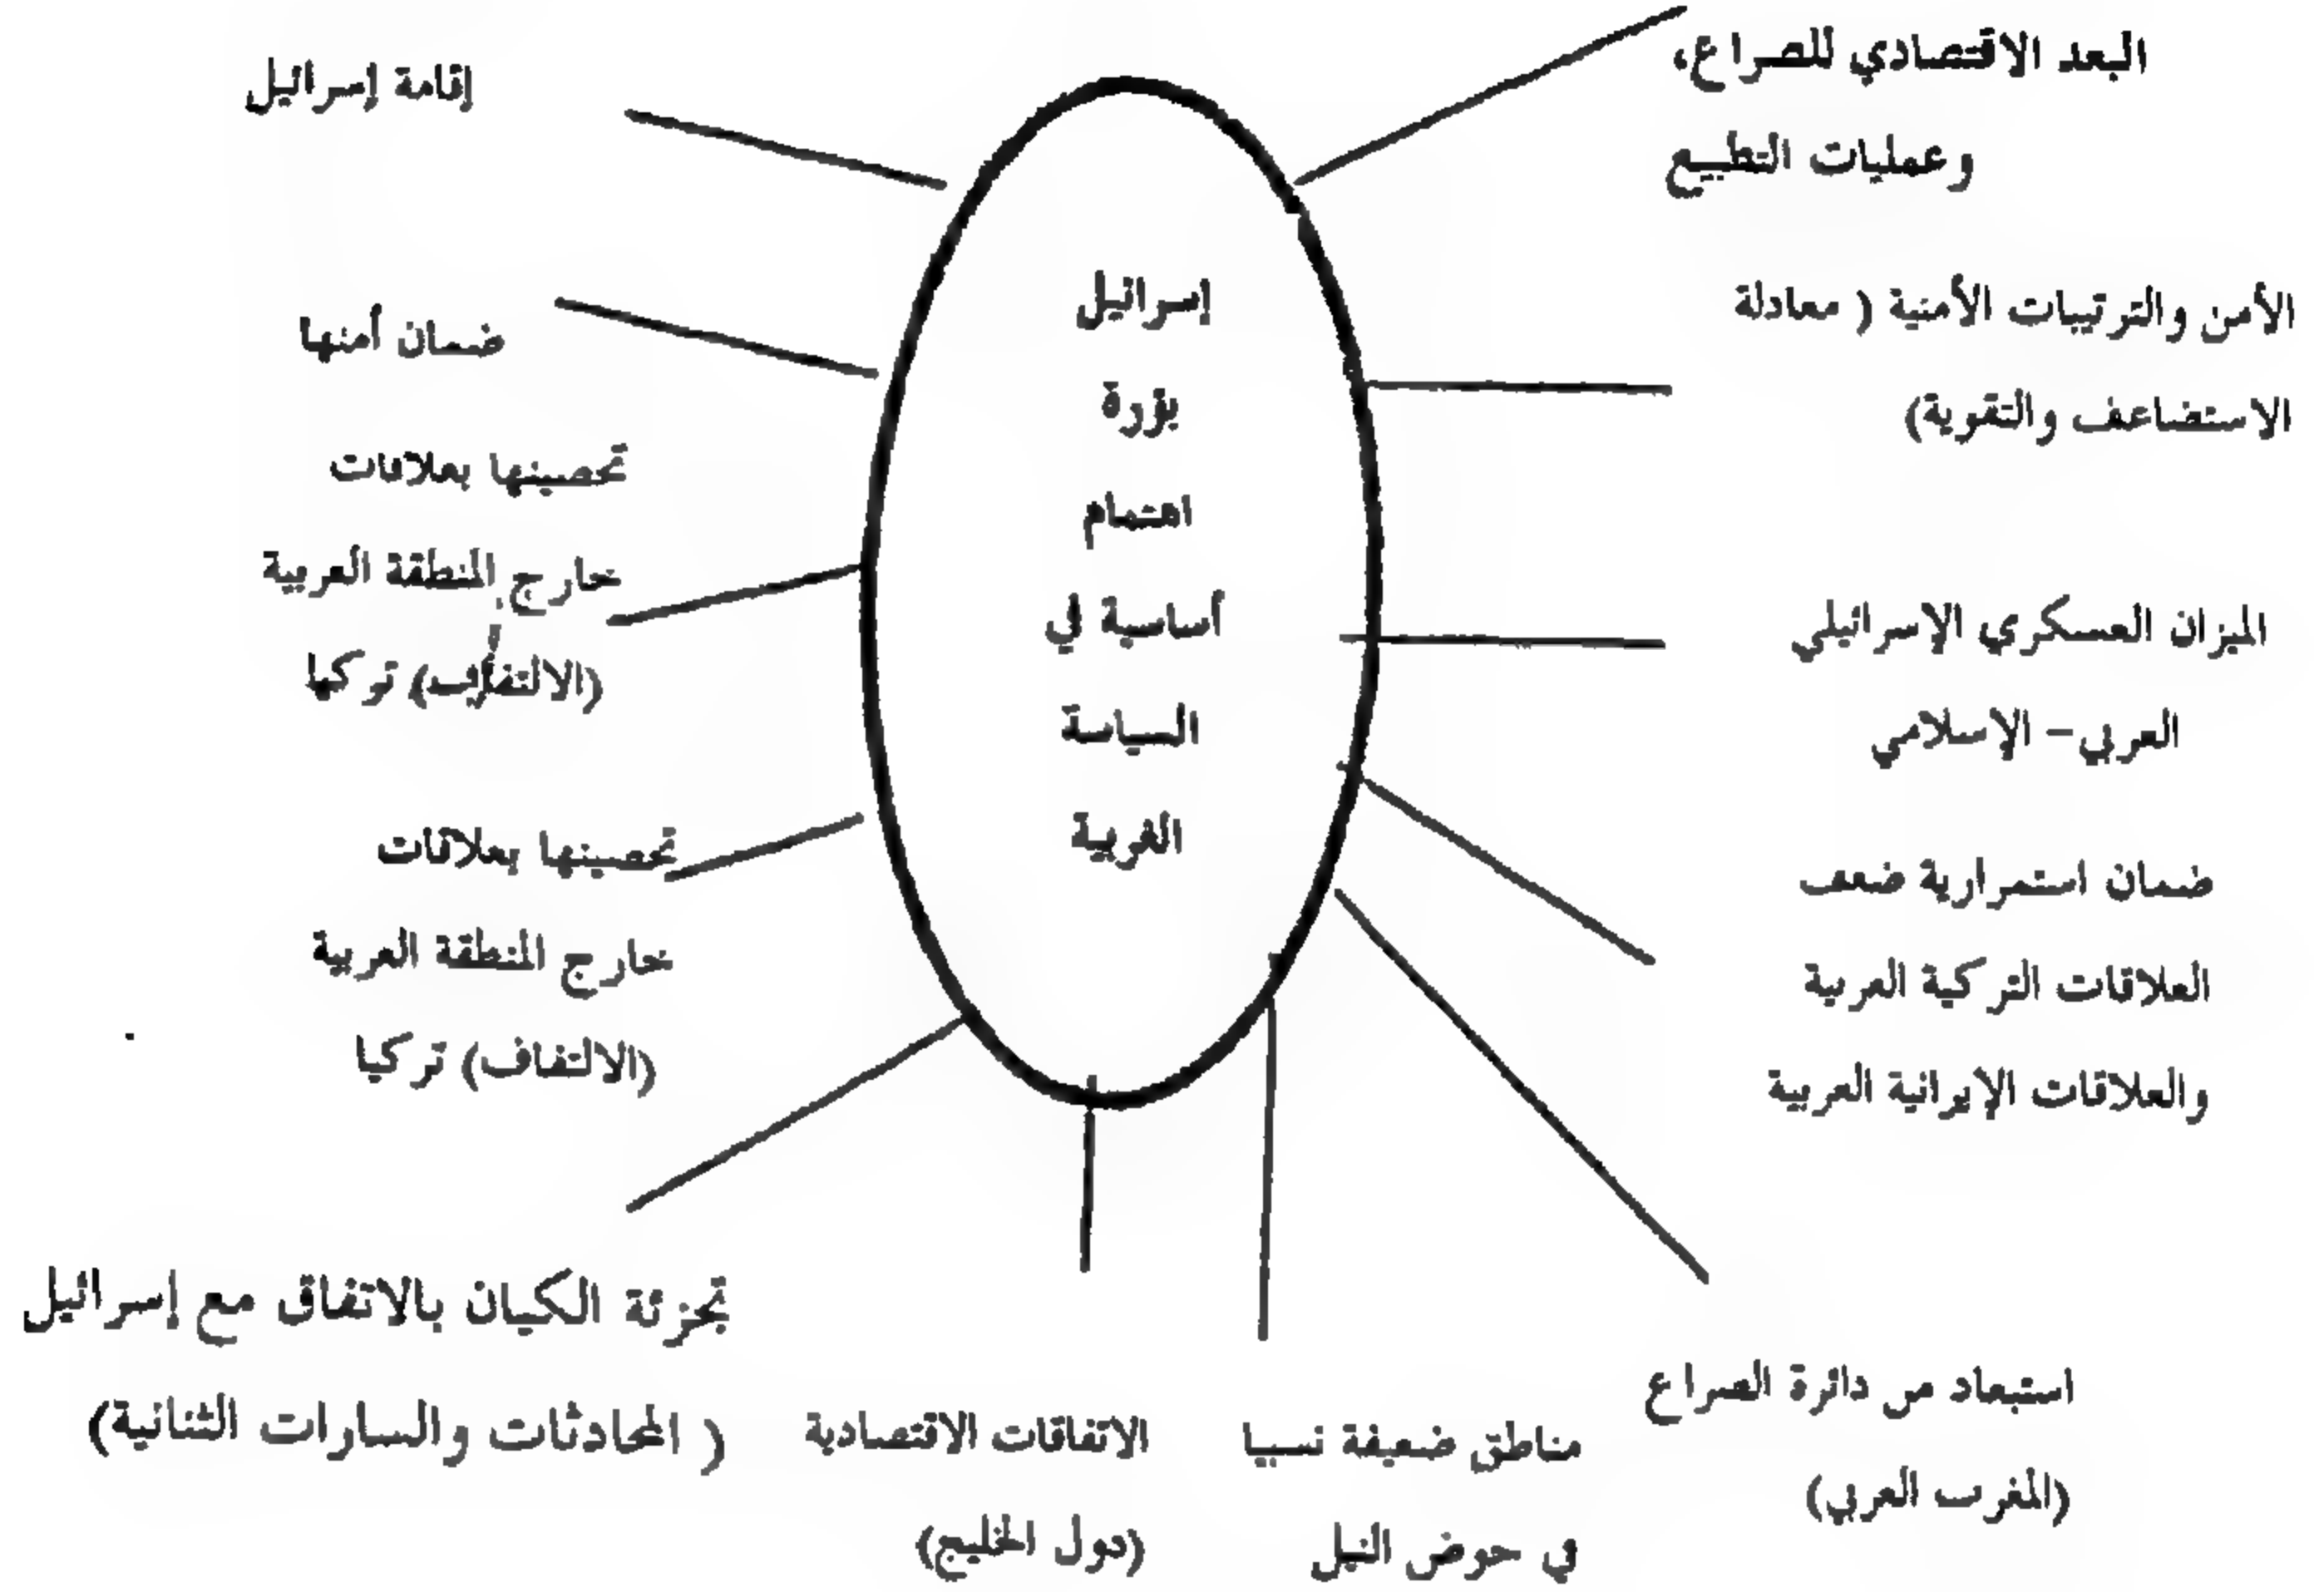 البعد الاقتصادي للصراع،
وعمليات التطبيع
الأمن والترتيبات الأمنية ( معادلة
الاستضاعف والتقوية)
الميزان العسكري الإسرائيلي
العربي – الإسلامي
ضمان استمرارية ضعف
العلاقات التركية العربية
والعلاقات الإيرانية العربية
استبعاد من دائرة الصراع
(المغرب العربي)
إسرائيل
بؤرة
اهتمام
أساسية في
السياسة
الغربية
إقامة إسرائيل
ضمان أمنها
تحصينها بعلاقات
خارج المنطقة العربية
(الالتفاف) تركيا
تحصينها بعلاقات
خارج المنطقة العربية
(الالتفاف) تركيا
مناطق ضعيفة نسبيا
في حوض النيل
الاتفاقات الاقتصادية
(دول الخليج)
تجزئة الكيان بالاتفاق مع إسرائيل
( المحادثات والمسارات الثنائية)